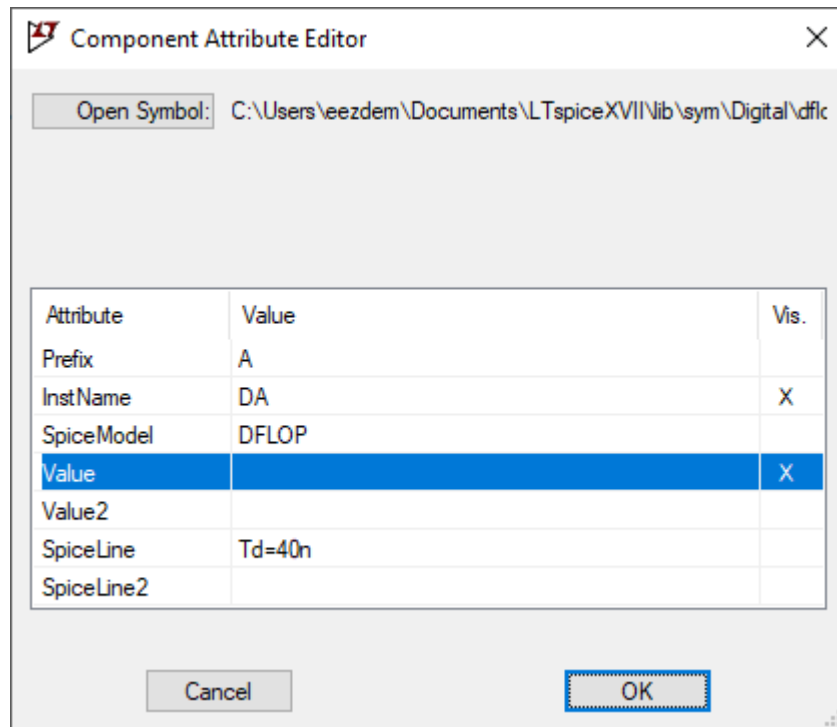 Component Attribute Editor
Open Symbol: C:\Users\eezdem\Documents\LTspiceXVII\lib\sym\Digital\dflc
Attribute Value Vis.
Prefix A
InstName DA X
SpiceModel DFLOP
Value X
Value2
SpiceLine Td=40n
SpiceLine2
Cancel OK